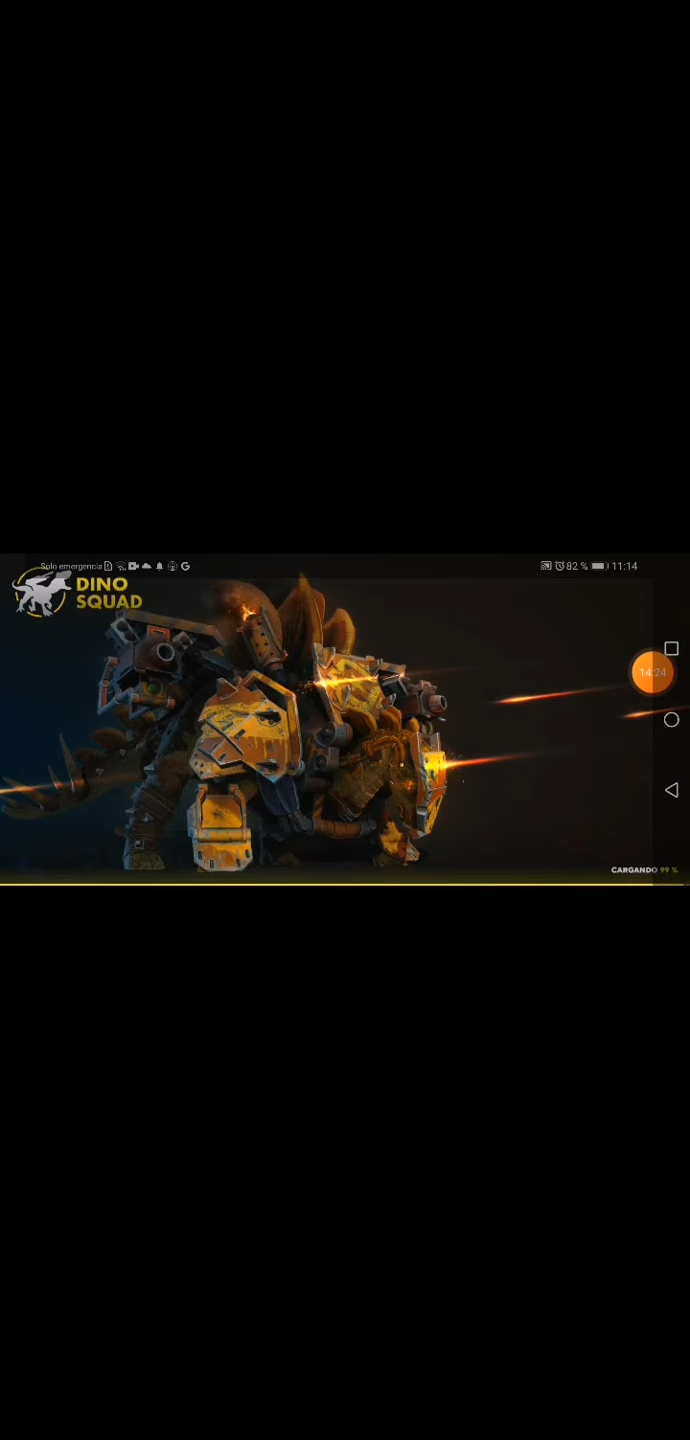 Solo emergencia
82 %
11:14
DINO
SQUAD
14:24
CARGANDO 99 %